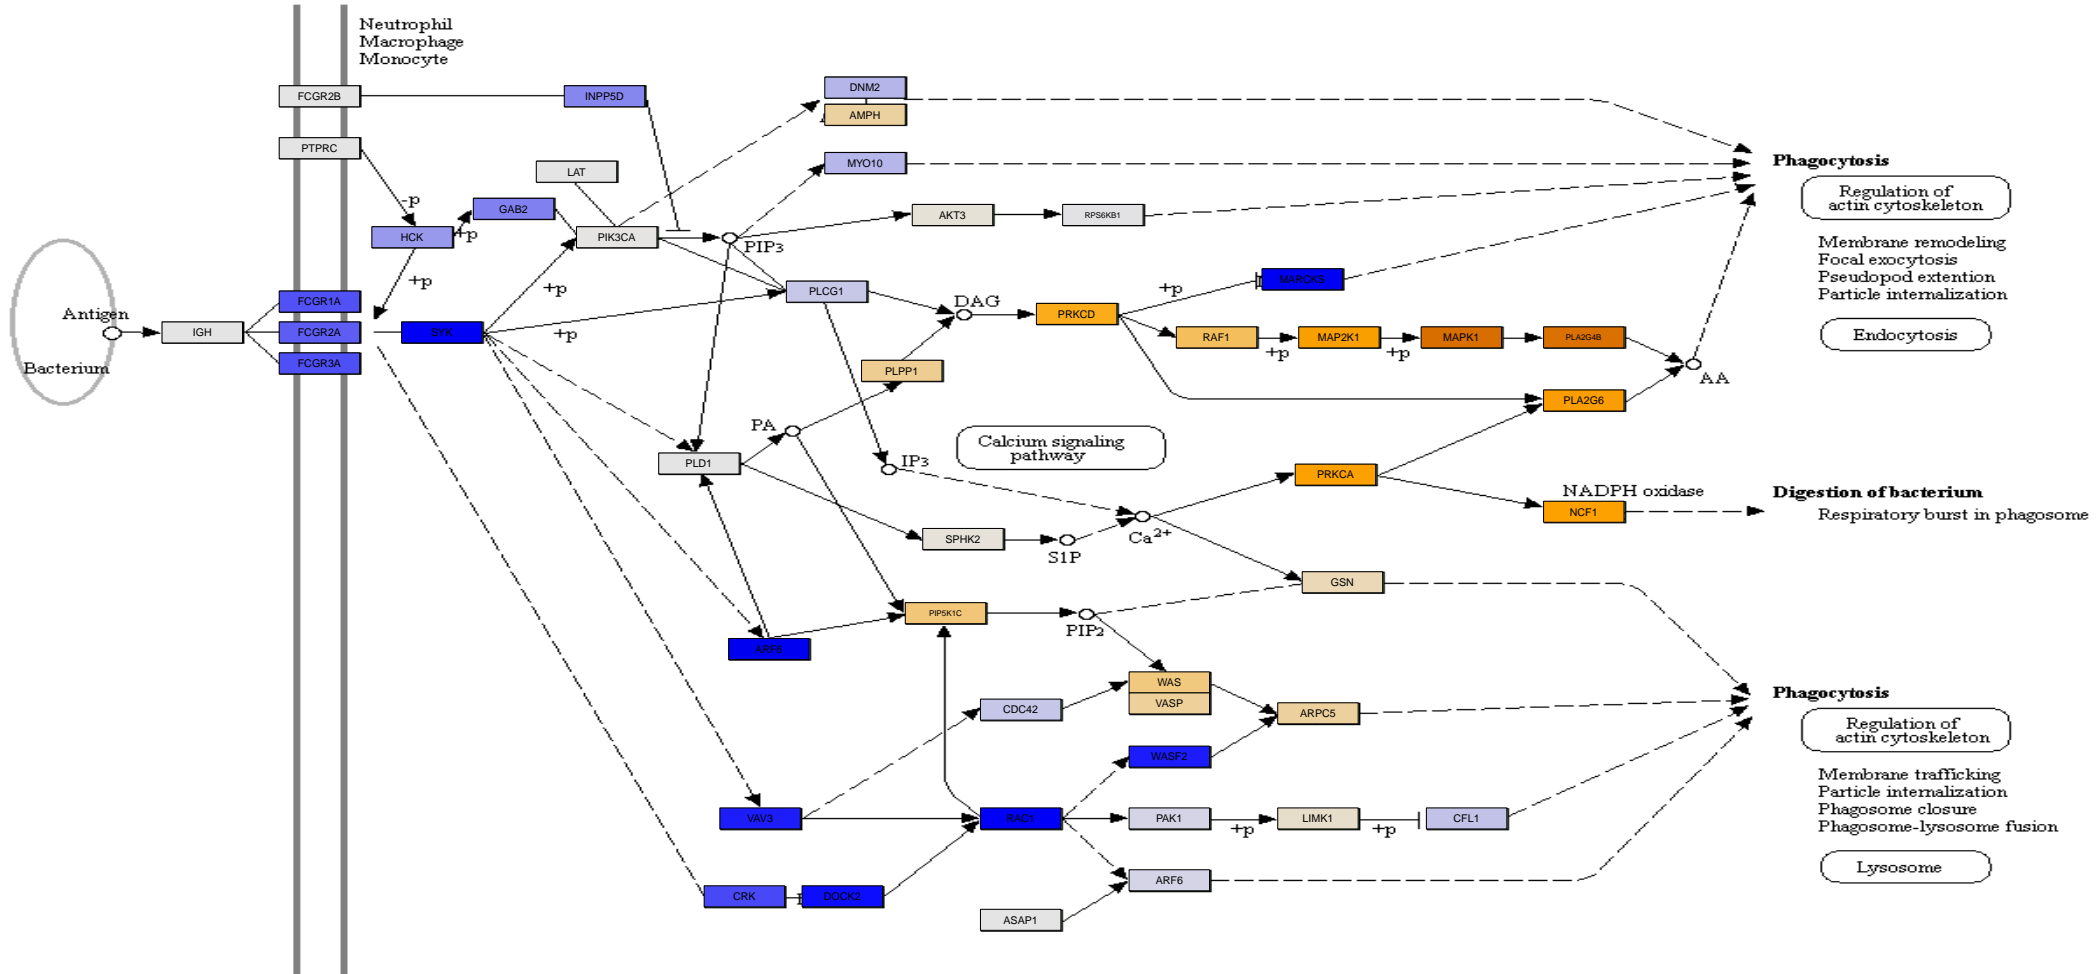 Neutrophil
Macrophage
Monocyte
FCGR2B
INPP5D
DNM2
AMPH
PTPRC
LAT
MYO10
Phagocytosis
Regulation of
actin cytoskeleton
-p
GAB2
AKT3
RPS6KB1
HCK
+p
PIK3CA
PIP3
Membrane remodeling
Focal exocytosis
Pseudopod extention
Particle internalization
+p
+p
PLCG1
+p
MARCKS
Antigen
FCGR1A
DAG
PRKCD
IGH
FCGR2A
SYK
+p
RAF1
+p
MAP2K1
+p
MAPK1
PLA2G4B
Endocytosis
Bacterium
FCGR3A
PLPP1
AA
PLA2G6
PA
Calcium signaling
pathway
PLD1
IP3
PRKCA
NADPH oxidase
Digestion of bacterium
NCF1
Respiratory burst in phagosome
SPHK2
S1P
Ca2+
GSN
PIP5K1C
PIP2
ARF6
WAS
VASP
CDC42
ARPC5
Phagocytosis
Regulation of
actin cytoskeleton
WASF2
Membrane trafficking
Particle internalization
Phagosome closure
Phagosome-lysosome fusion
VAV3
RAC1
PAK1
+p
LIMK1
+p
CFL1
Lysosome
CRK
DOCK2
ARF6
ASAP1